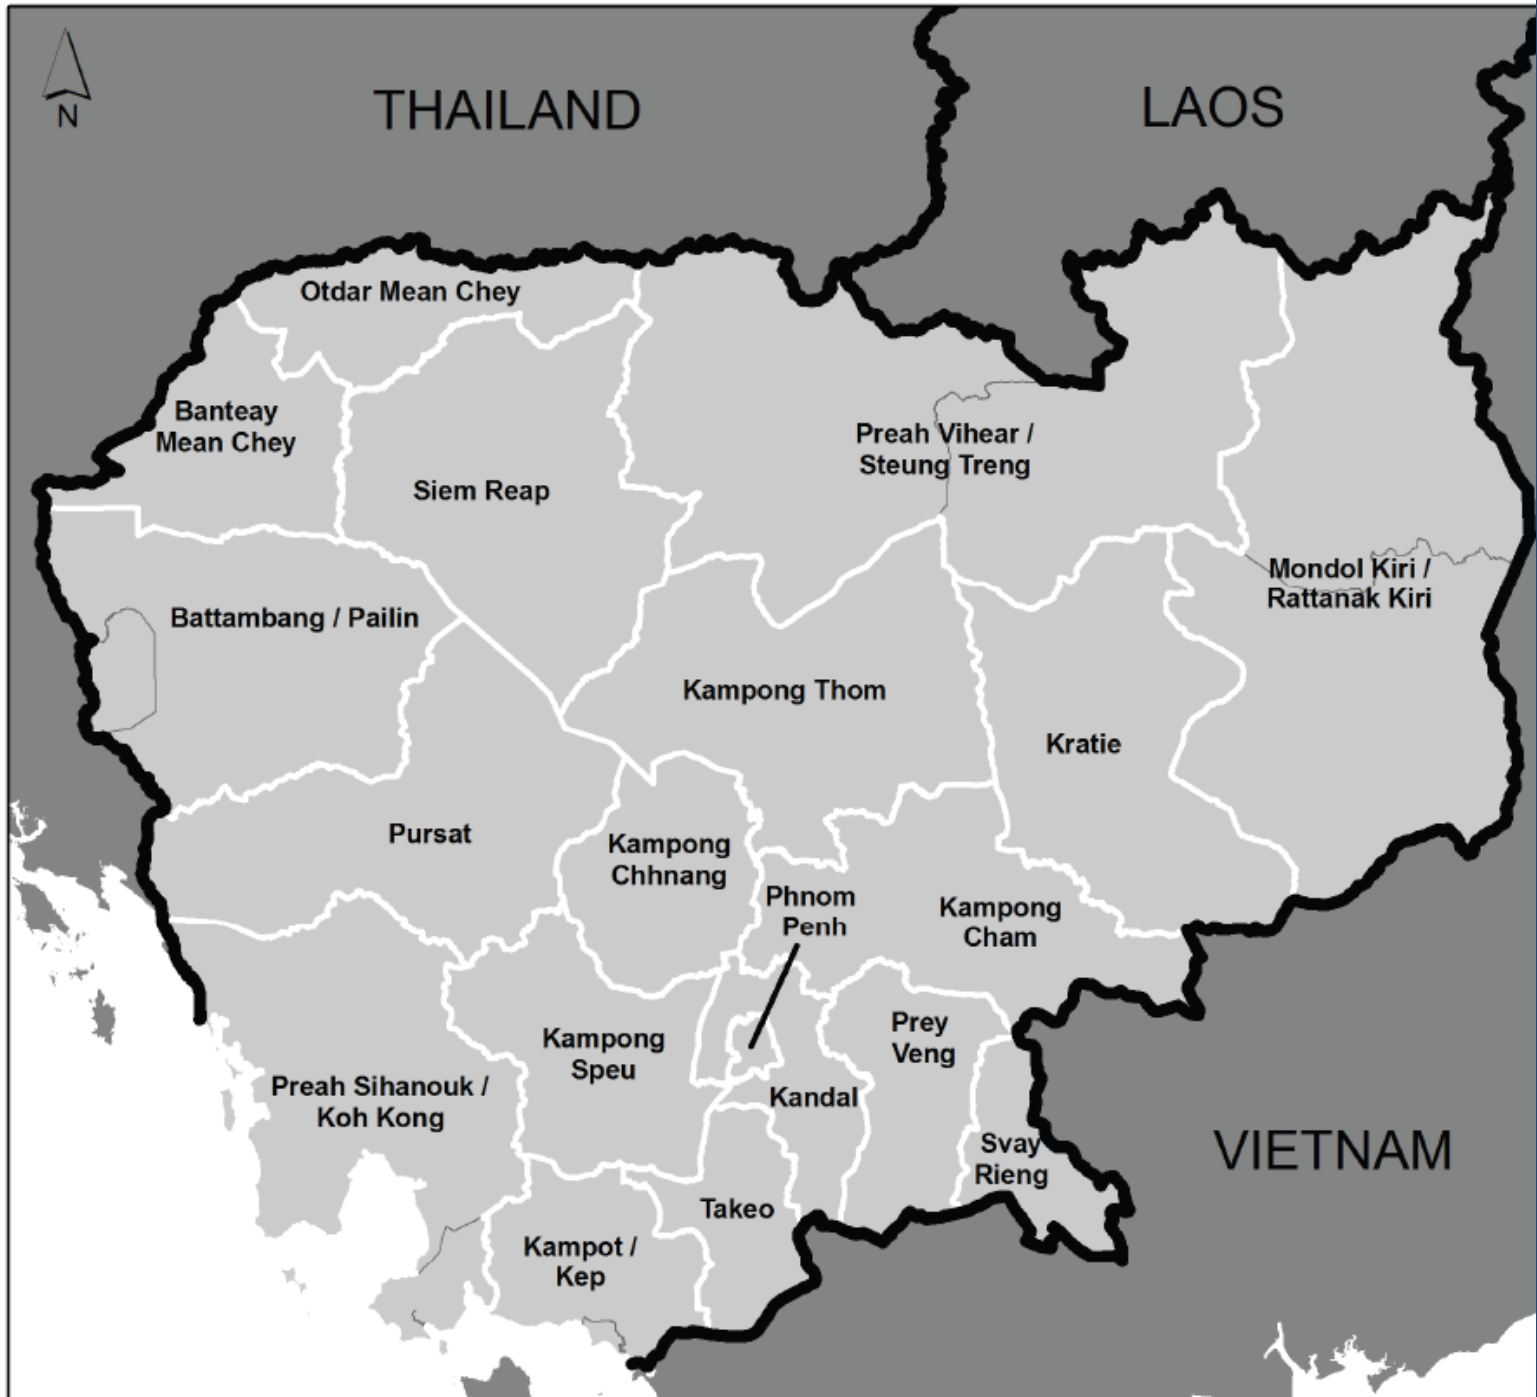 THAILAND
LAOS
N
Otdar Mean Chey
Banteay
Mean Chey
Siem Reap
Preah Vihear /
Steung Treng
Mondol Kiri /
Rattanak Kiri
Battambang / Pailin
Kampong Thom
Kratie
Pursat
Kampong
Chhnang
Phnom
Penh
Kampong
Cham
Kampong
Speu
Prey
Veng
Preah Sihanouk /
Koh Kong
Kandal
Svay
Rieng
VIETNAM
Takeo
Kampot /
Kep